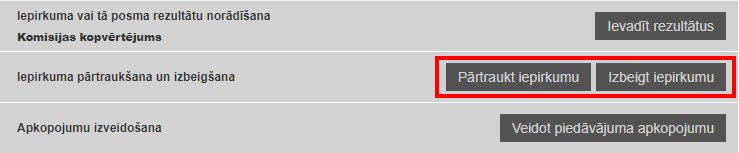 Iepirkuma vai tā posma rezultātu norādīšana
Komisijas kopvērtējums
Ievadīt rezultātus
Iepirkuma pārtraukšana un izbeigšana
Pārtraukt iepirkumu
Izbeigt iepirkumu
Apkopojumu izveidošana
Veidot piedāvājuma apkopojumu